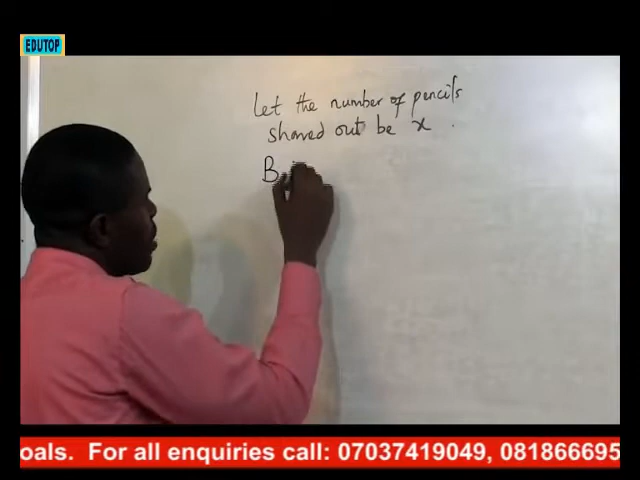 EDUTOP
Let the number of pencils
shared out be x .
B
oals. For all enquiries call: 07037419049, 081866695